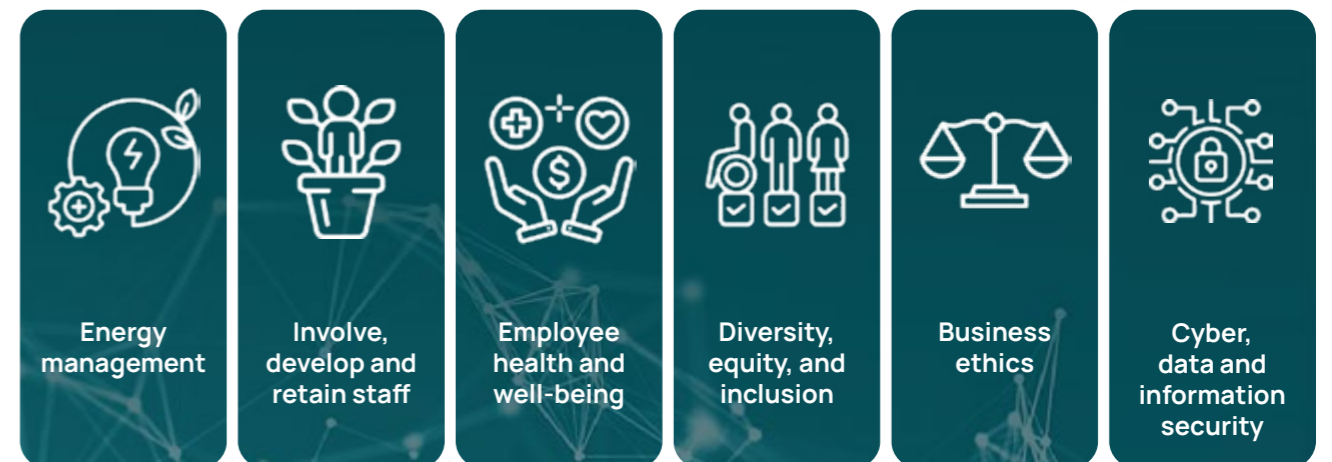 Energy
management
Involve,
develop and
retain staff
Employee
health and
well-being
Diversity,
equity, and
inclusion
Business
ethics
Cyber,
data and
information
security